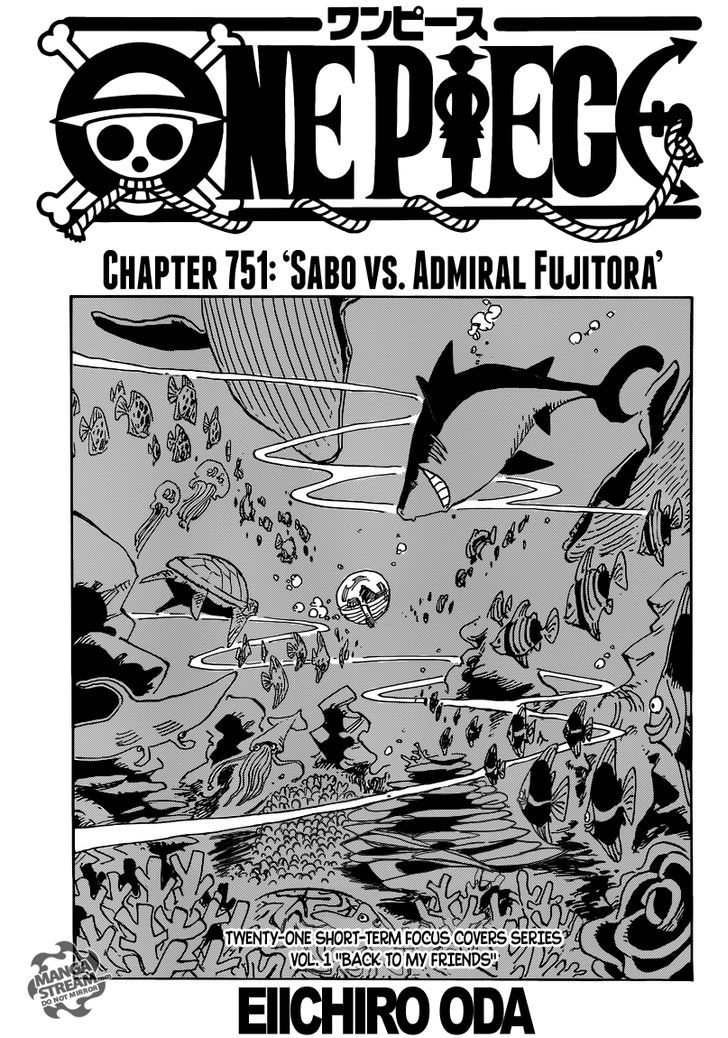 ワンピース
ONE PIECE
CHAPTER 751: 'SABO VS. ADMIRAL FUJITORA'
TWENTY-ONE SHORT-TERM FOCUS COVERS SERIES
VOL. 1 "BACK TO MY FRIENDS"
MANGA
STREAM.com
DO NOT MIRROR
EIICHIRO ODA